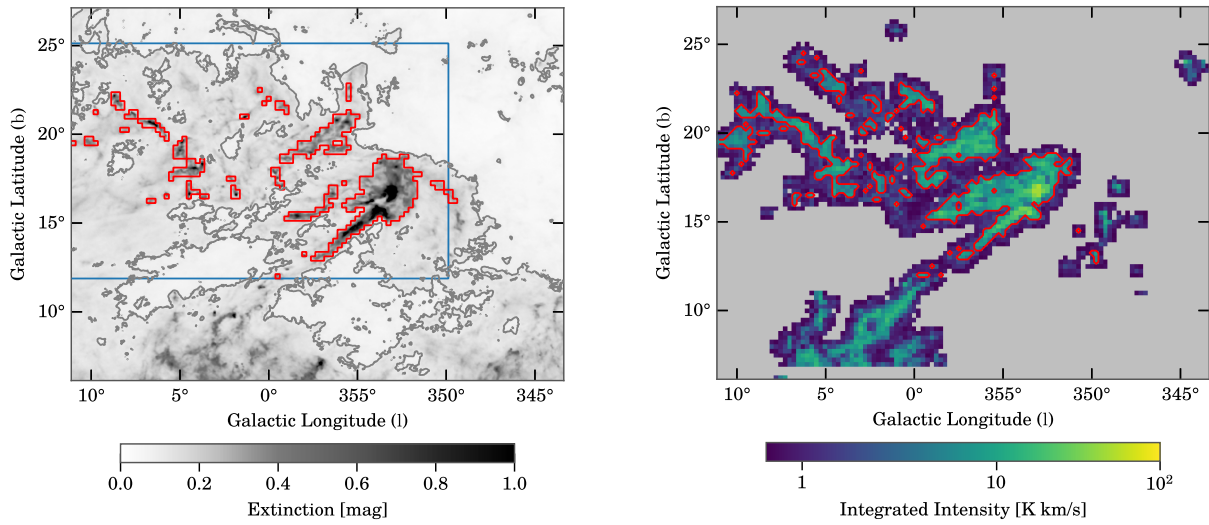 25°
20°
15°
10°
Galactic Latitude (b)
10° 5° 0° 355° 350° 345°
Galactic Longitude (l)
0.0 0.2 0.4 0.6 0.8 1.0
Extinction [mag]
25°
20°
15°
10°
Galactic Latitude (b)
10° 5° 0° 355° 350° 345°
Galactic Longitude (l)
1 10 10²
Integrated Intensity [K km/s]